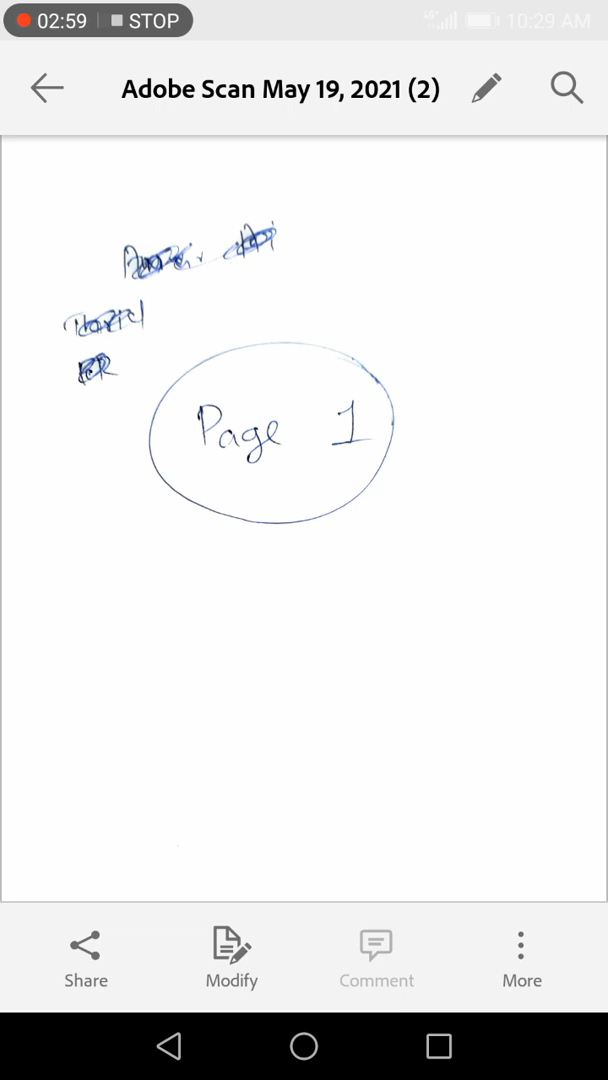 02:59 STOP 10:29 AM
Adobe Scan May 19, 2021 (2)
Page 1
Share Modify Comment More